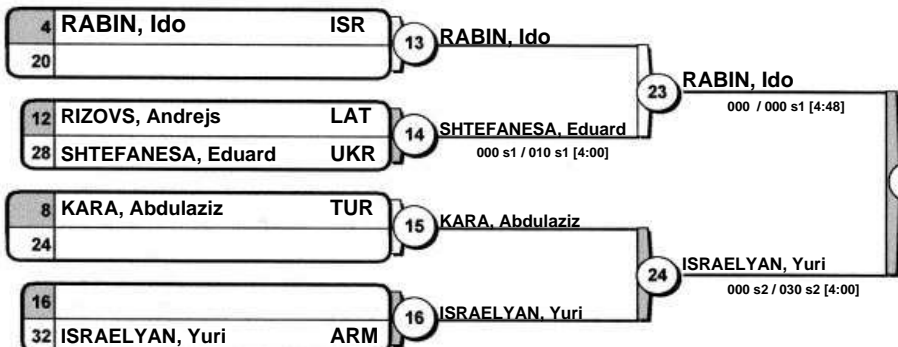 4 RABIN, Ido ISR
20
13 RABIN, Ido
12 RIZOVS, Andrejs LAT
28 SHTEFANESA, Eduard UKR
14 SHTEFANESA, Eduard
000 s1 / 010 s1 [4:00]
23 RABIN, Ido
000 / 000 s1 [4:48]
8 KARA, Abdulaziz TUR
24
15 KARA, Abdulaziz
16
32 ISRAELYAN, Yuri ARM
16 ISRAELYAN, Yuri
24 ISRAELYAN, Yuri
000 s2 / 030 s2 [4:00]